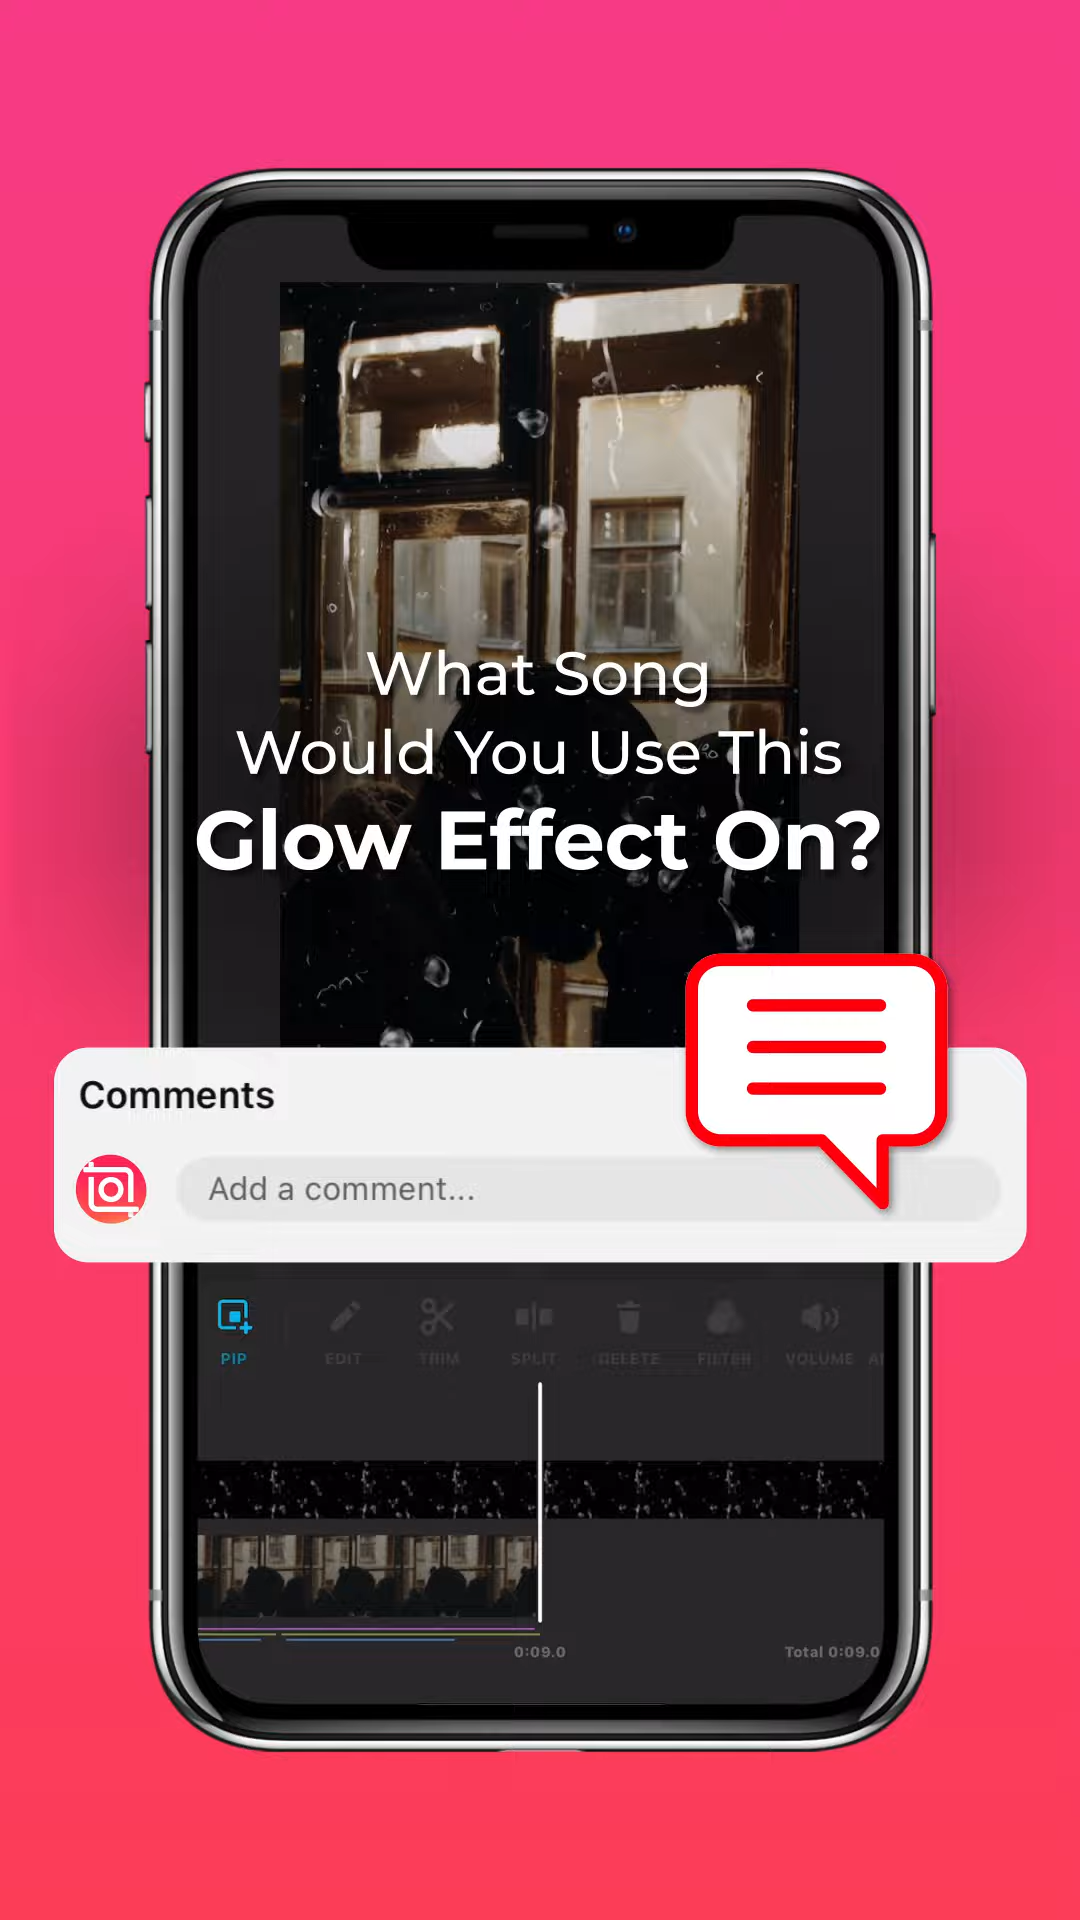 What Song
Would You Use This
Glow Effect On?
Comments
Add a comment...
PIP
EDIT
TRIM
SPLIT
DELETE
FILTER
VOLUME
0:09.0
Total 0:09.0